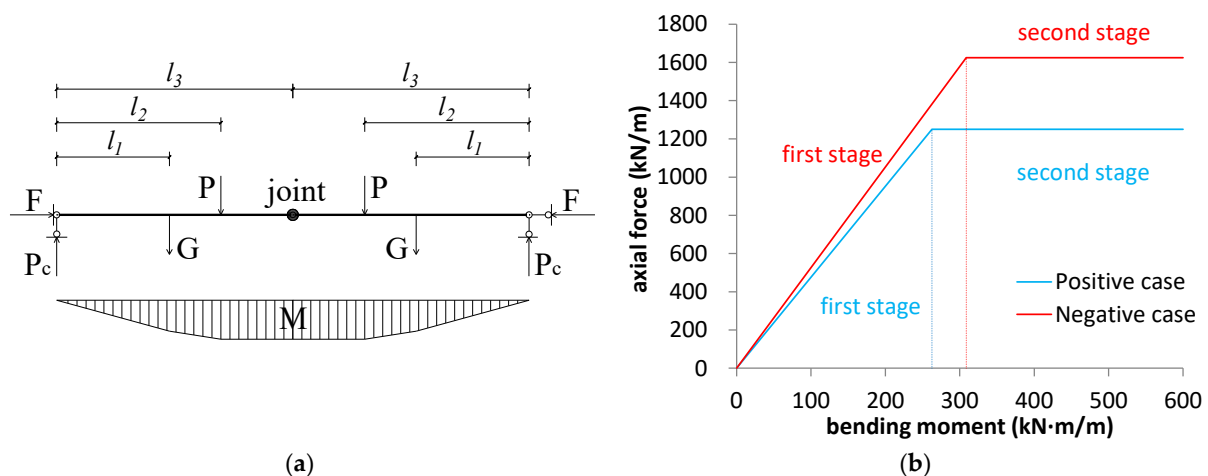 l3
l3
l2
l2
l1
l1
P
joint
P
F
F
G
G
Pc
Pc
M
(a)
axial force (kN/m)
1800
1600
1400
1200
1000
800
600
400
200
0
second stage
first stage
second stage
first stage
Positive case
Negative case
0 100 200 300 400 500 600
bending moment (kN·m/m)
(b)